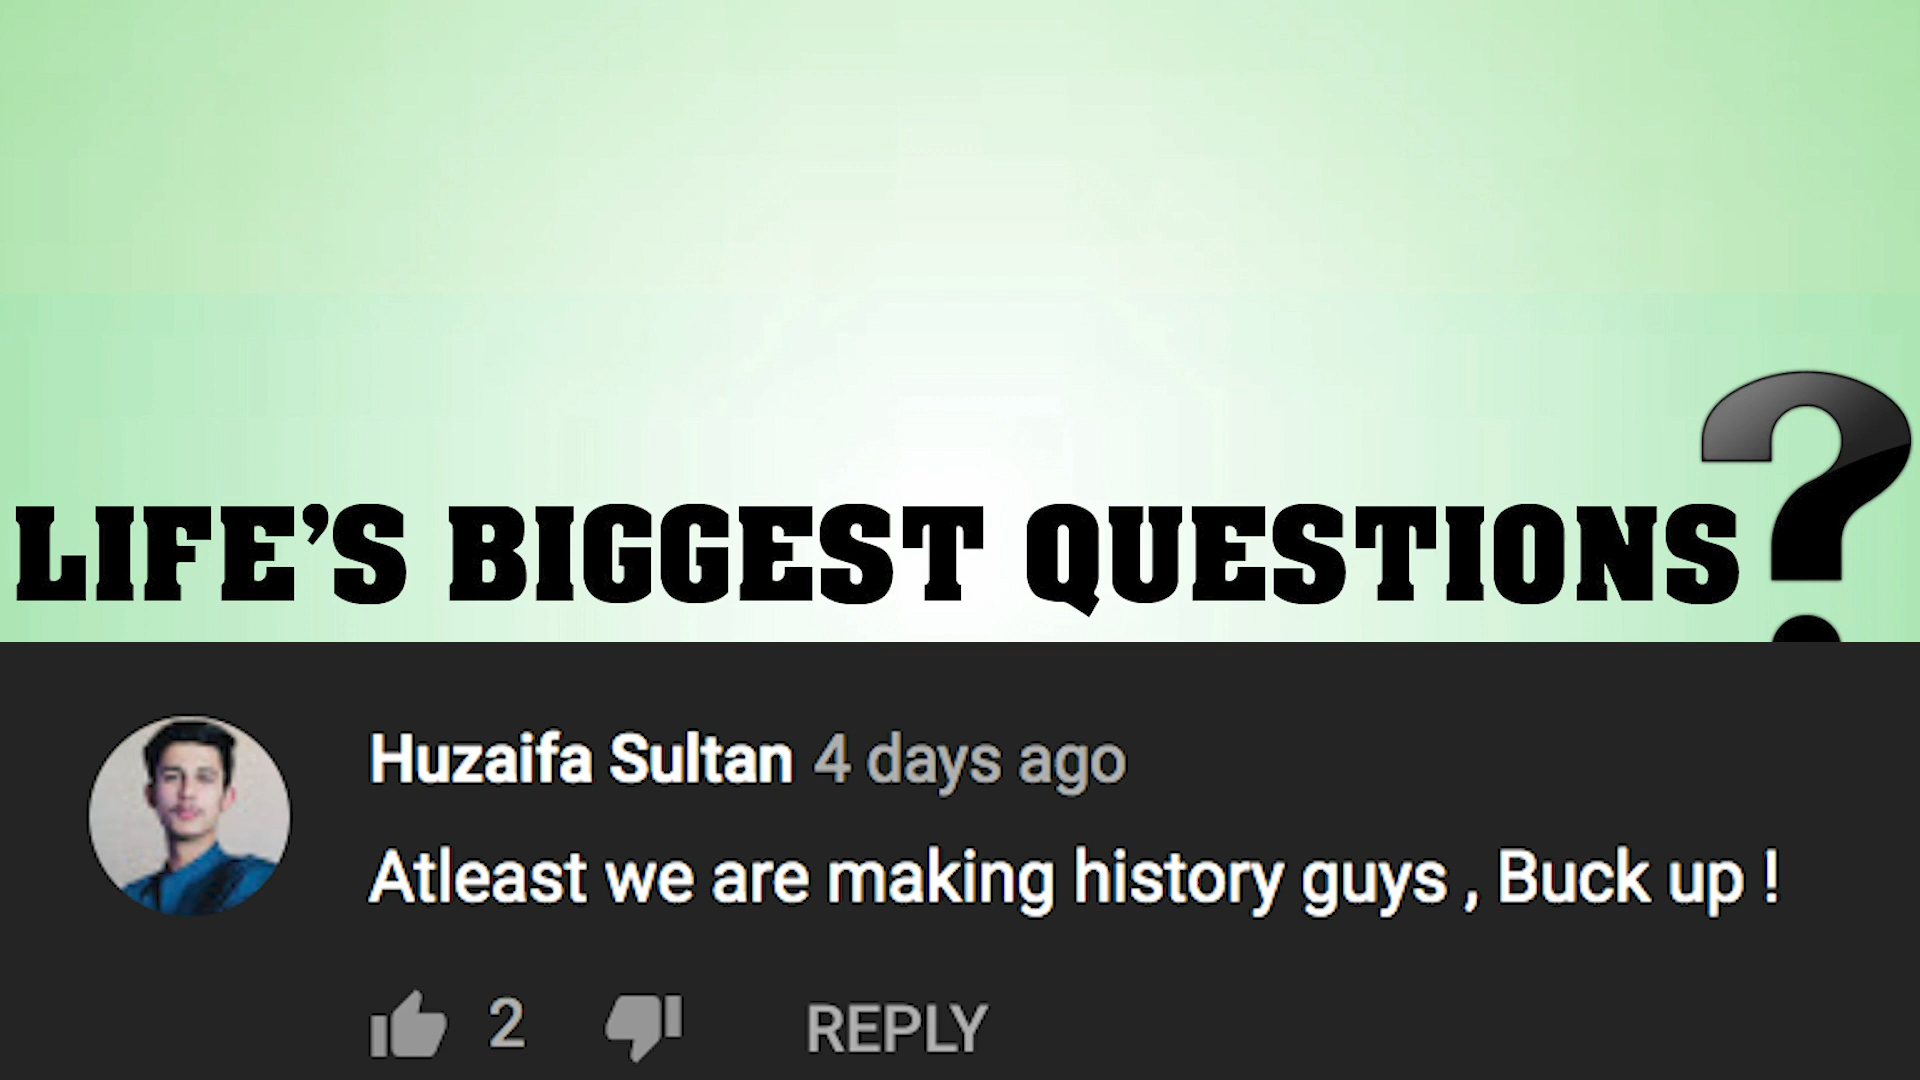 LIFE'S BIGGEST QUESTIONS?
Huzaifa Sultan 4 days ago
Atleast we are making history guys , Buck up !
2 REPLY